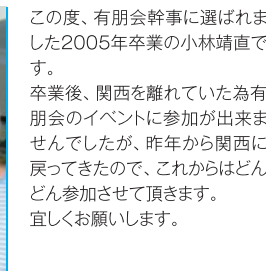 この度、有朋会幹事に選ばれま
した2005年卒業の小林靖直で
す。
卒業後、関西を離れていた為有
朋会のイベントに参加が出来ま
せんでしたが、昨年から関西に
戻ってきたので、これからはどん
どん参加させて頂きます。
宜しくお願いします。